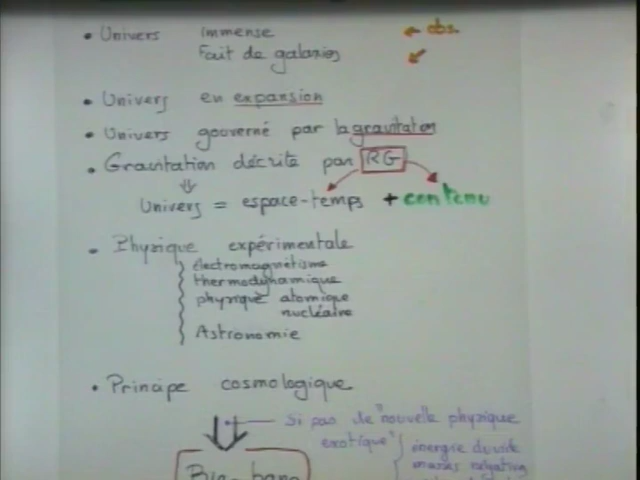 • Univers immense ← obs.
Fait de galaxies ←
• Univers en expansion
• Univers gouverné par la gravitation
• Gravitation décrite par RG
⇓
Univers = espace-temps + contenu
• Physique expérimentale
électromagnétisme
thermodynamique
physique atomique
nucléaire
Astronomie
• Principe cosmologique
Si pas de "nouvelle physique
exotique" énergie du vide
masses négatives
Big-bang